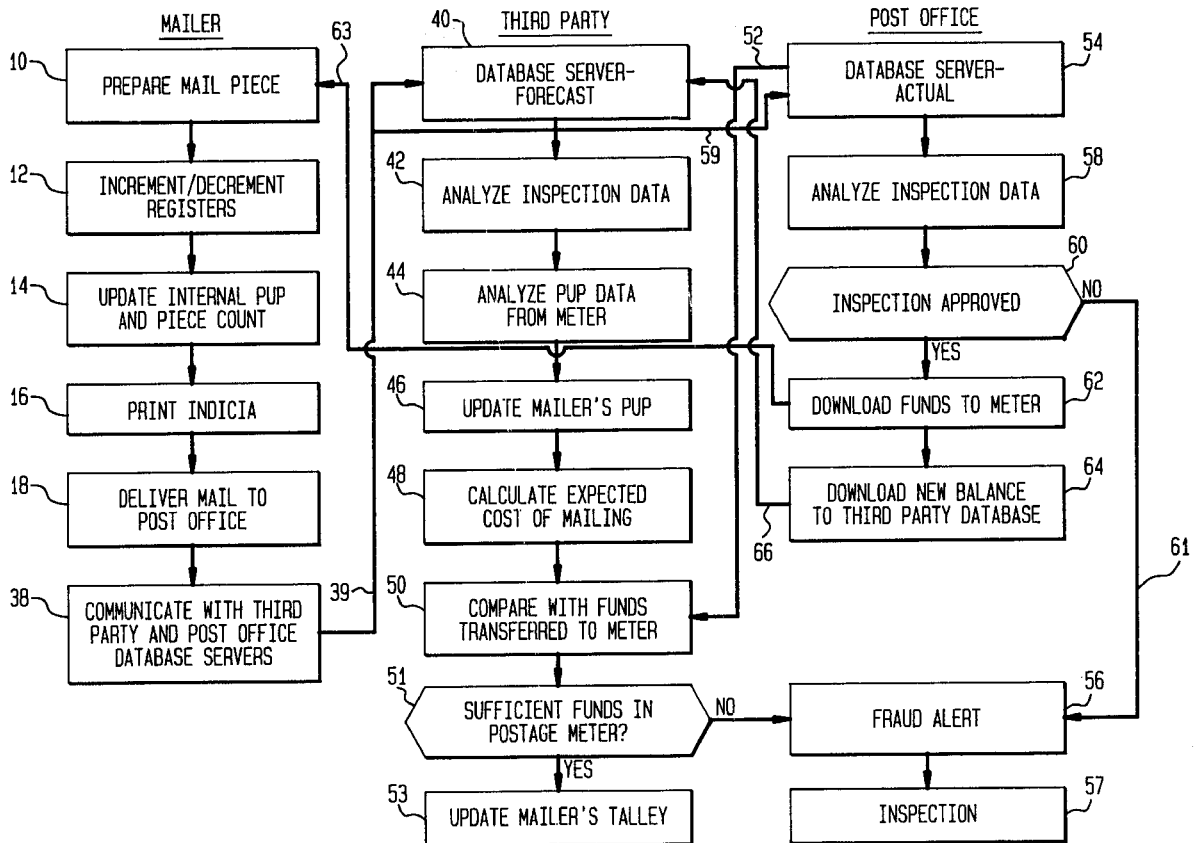 MAILER
10
PREPARE MAIL PIECE
63
12
INCREMENT/DECREMENT
REGISTERS
14
UPDATE INTERNAL PUP
AND PIECE COUNT
16
PRINT INDICIA
18
DELIVER MAIL TO
POST OFFICE
38
COMMUNICATE WITH THIRD
PARTY AND POST OFFICE
DATABASE SERVERS
39
THIRD PARTY
40
DATABASE SERVER-
FORECAST
42
ANALYZE INSPECTION DATA
44
ANALYZE PUP DATA
FROM METER
46
UPDATE MAILER'S PUP
48
CALCULATE EXPECTED
COST OF MAILING
50
COMPARE WITH FUNDS
TRANSFERRED TO METER
51
SUFFICIENT FUNDS IN
POSTAGE METER?
NO
YES
53
UPDATE MAILER'S TALLEY
POST OFFICE
52
54
DATABASE SERVER-
ACTUAL
59
58
ANALYZE INSPECTION DATA
60
INSPECTION APPROVED
NO
YES
62
DOWNLOAD FUNDS TO METER
64
DOWNLOAD NEW BALANCE
TO THIRD PARTY DATABASE
66
61
56
FRAUD ALERT
57
INSPECTION